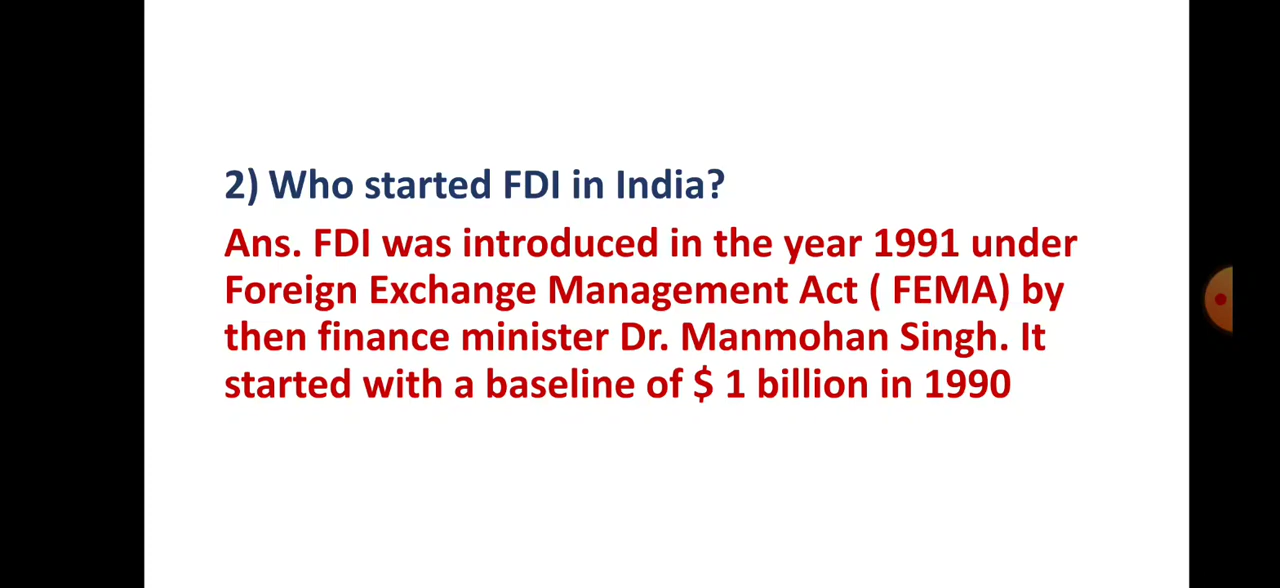 2) Who started FDI in India?
Ans. FDI was introduced in the year 1991 under
Foreign Exchange Management Act ( FEMA) by
then finance minister Dr. Manmohan Singh. It
started with a baseline of $ 1 billion in 1990